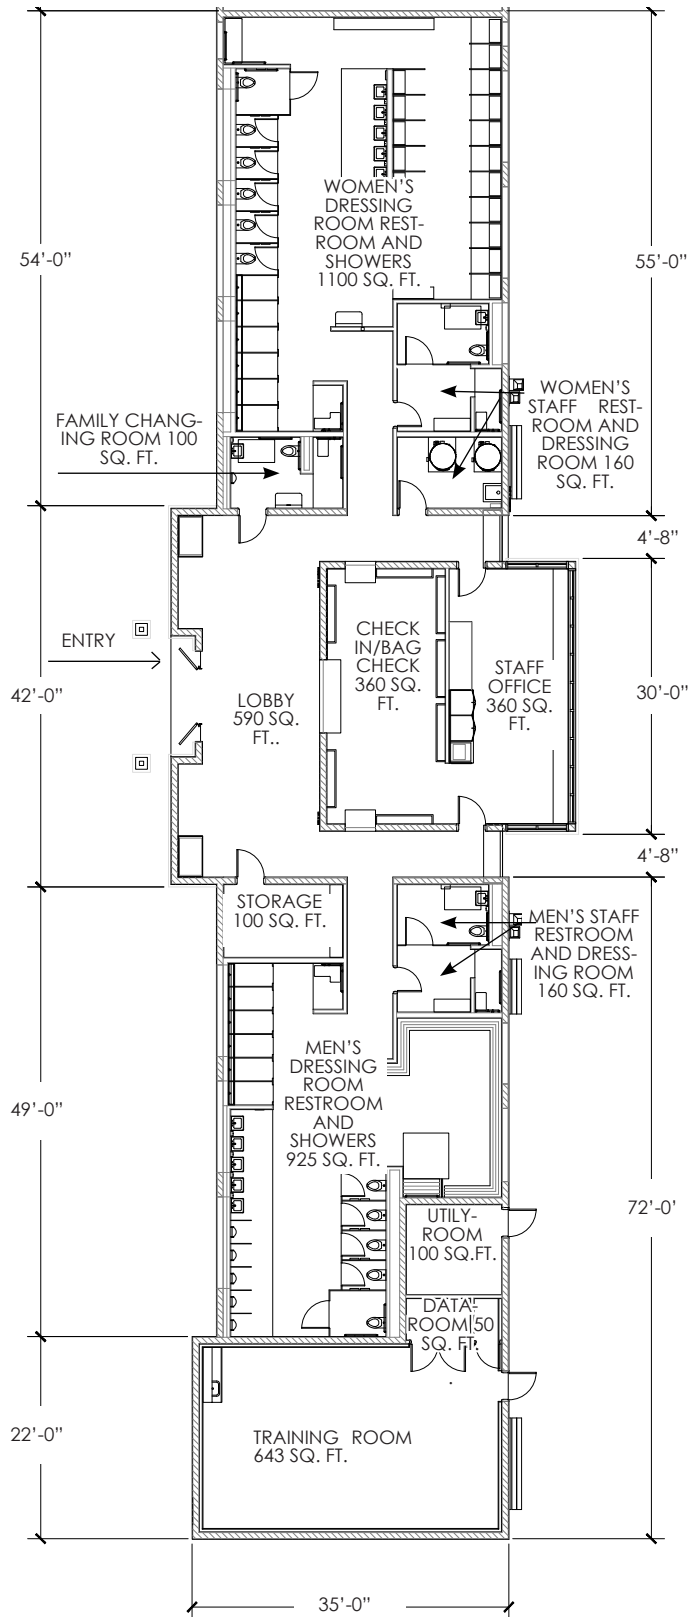 WOMEN'S
DRESSING
ROOM REST-
ROOM AND
SHOWERS
1100 SQ. FT.
54'-0"
55'-0"
FAMILY CHANG-
ING ROOM 100
SQ. FT.
WOMEN'S
STAFF REST-
ROOM AND
DRESSING
ROOM 160
SQ. FT.
4'-8"
ENTRY
42'-0"
LOBBY
590 SQ.
FT..
CHECK
IN/BAG
CHECK
360 SQ.
FT.
STAFF
OFFICE
360 SQ.
FT.
30'-0"
4'-8"
STORAGE
100 SQ. FT.
MEN'S STAFF
RESTROOM
AND DRESS-
ING ROOM
160 SQ. FT.
MEN'S
DRESSING
ROOM
RESTROOM
AND
SHOWERS
925 SQ. FT.
49'-0"
72'-0'
UTILY-
ROOM
100 SQ.FT.
DATA-
ROOM 50
SQ. FT.
.
22'-0"
TRAINING ROOM
643 SQ. FT.
35'-0"